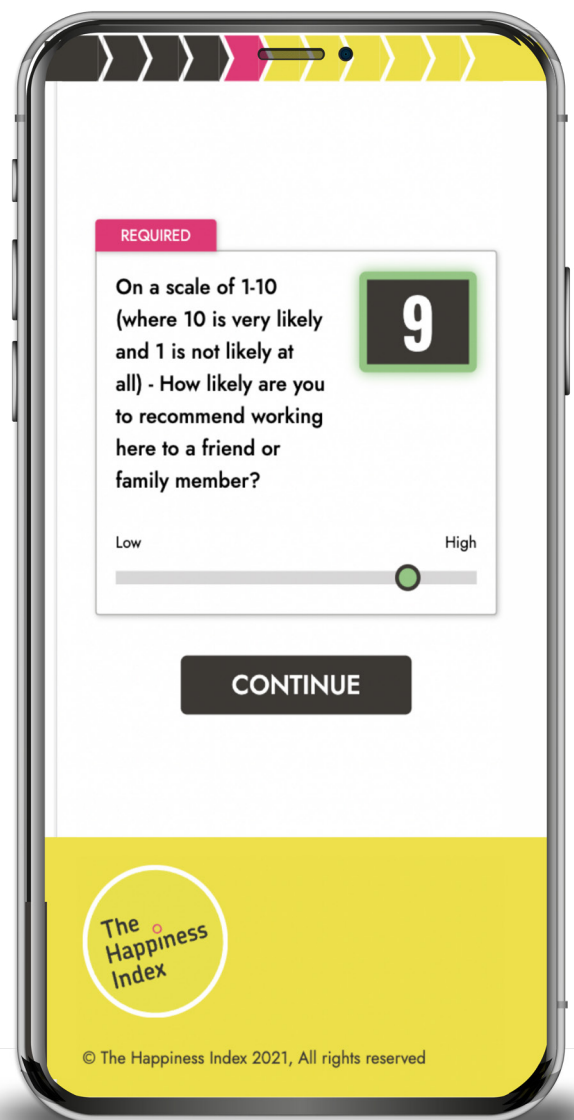 REQUIRED
On a scale of 1-10
(where 10 is very likely
and 1 is not likely at
all) - How likely are you
to recommend working
here to a friend or
family member?
9
Low
High
CONTINUE
The
Happiness
Index
© The Happiness Index 2021, All rights reserved